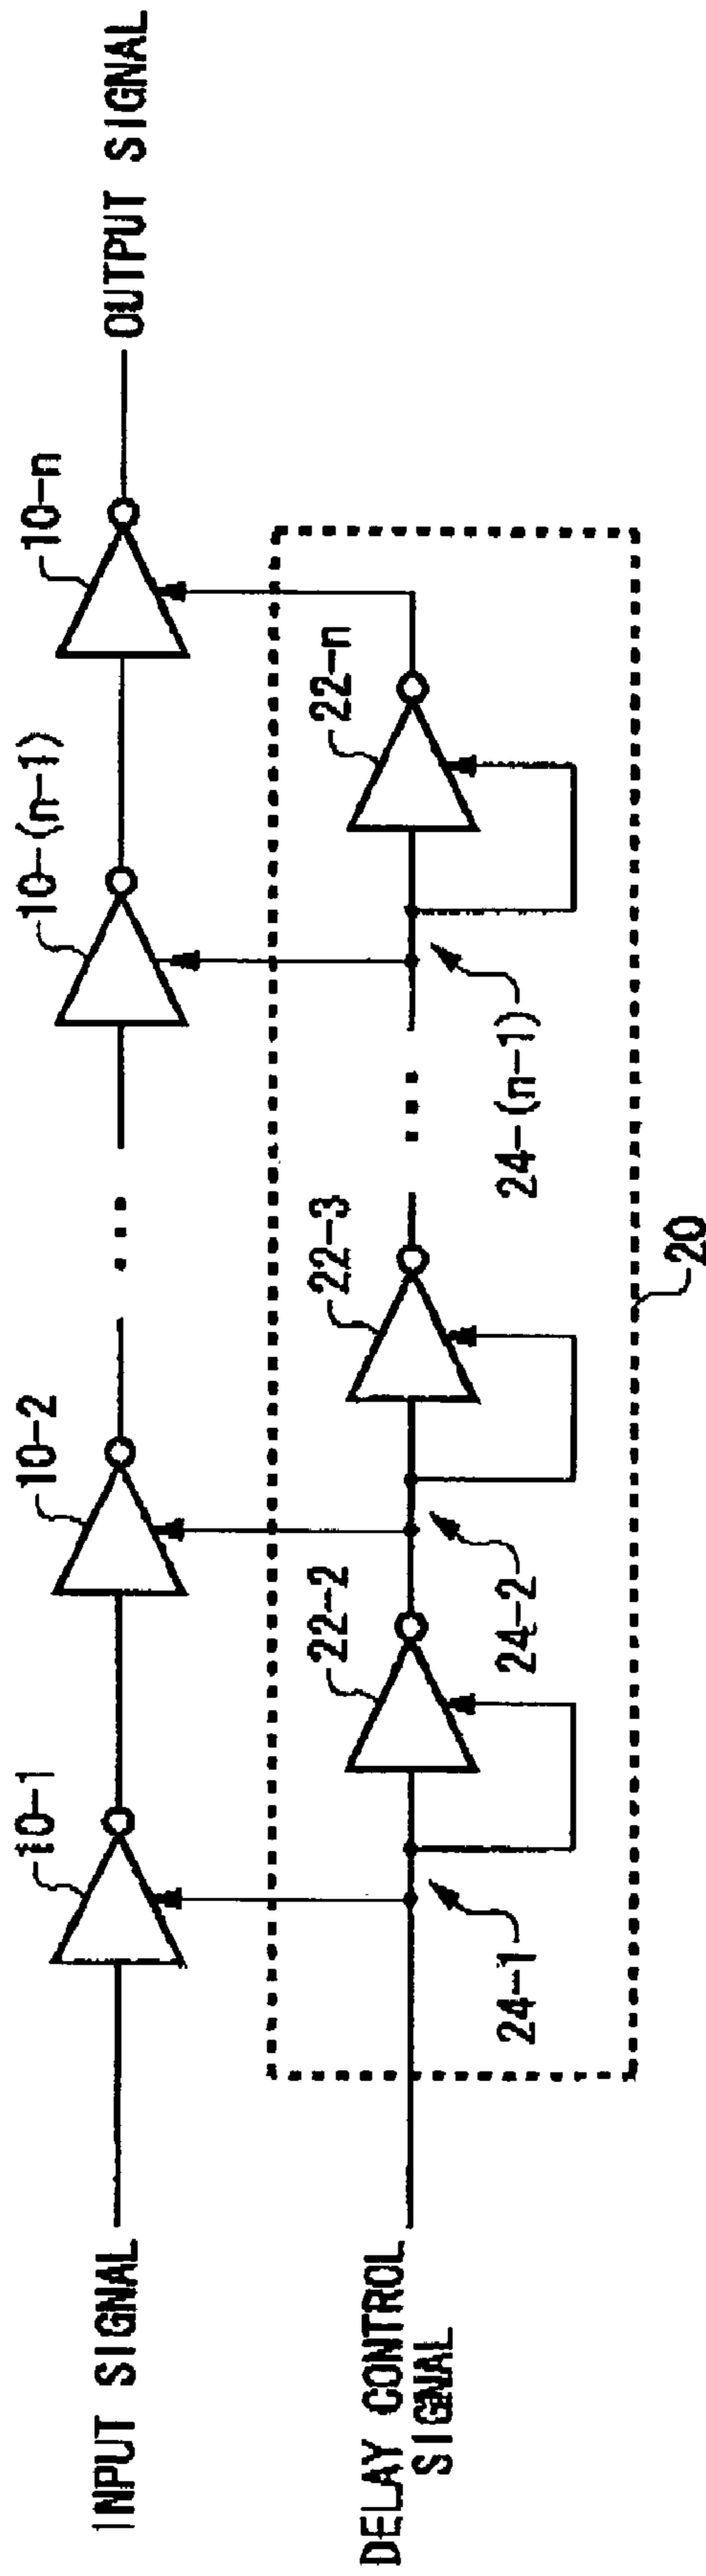 INPUT SIGNAL
10-1
10-2
...
10-(n-1)
10-n
OUTPUT SIGNAL
DELAY CONTROL
SIGNAL
22-2
22-3
...
22-n
24-1
24-2
24-(n-1)
20